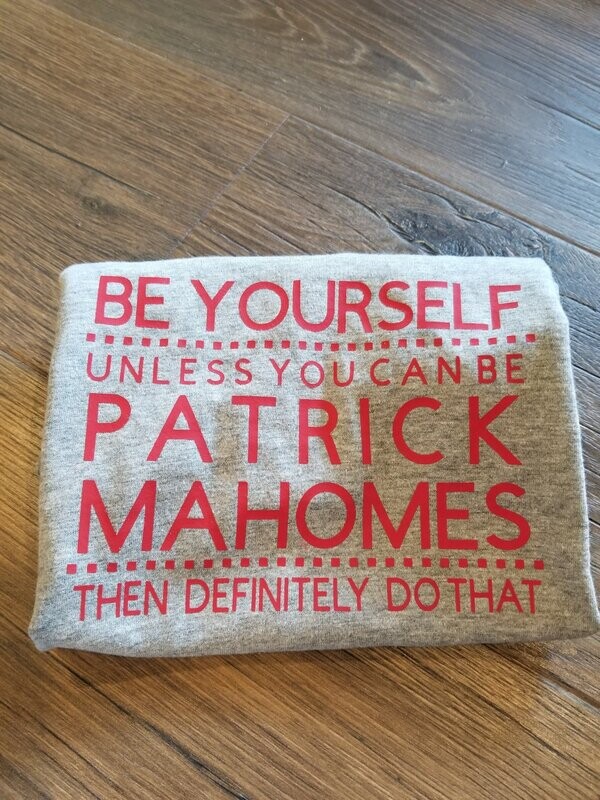 BE YOURSELF
UNLESS YOU CAN BE
PATRICK
MAHOMES
THEN DEFINITELY DO THAT